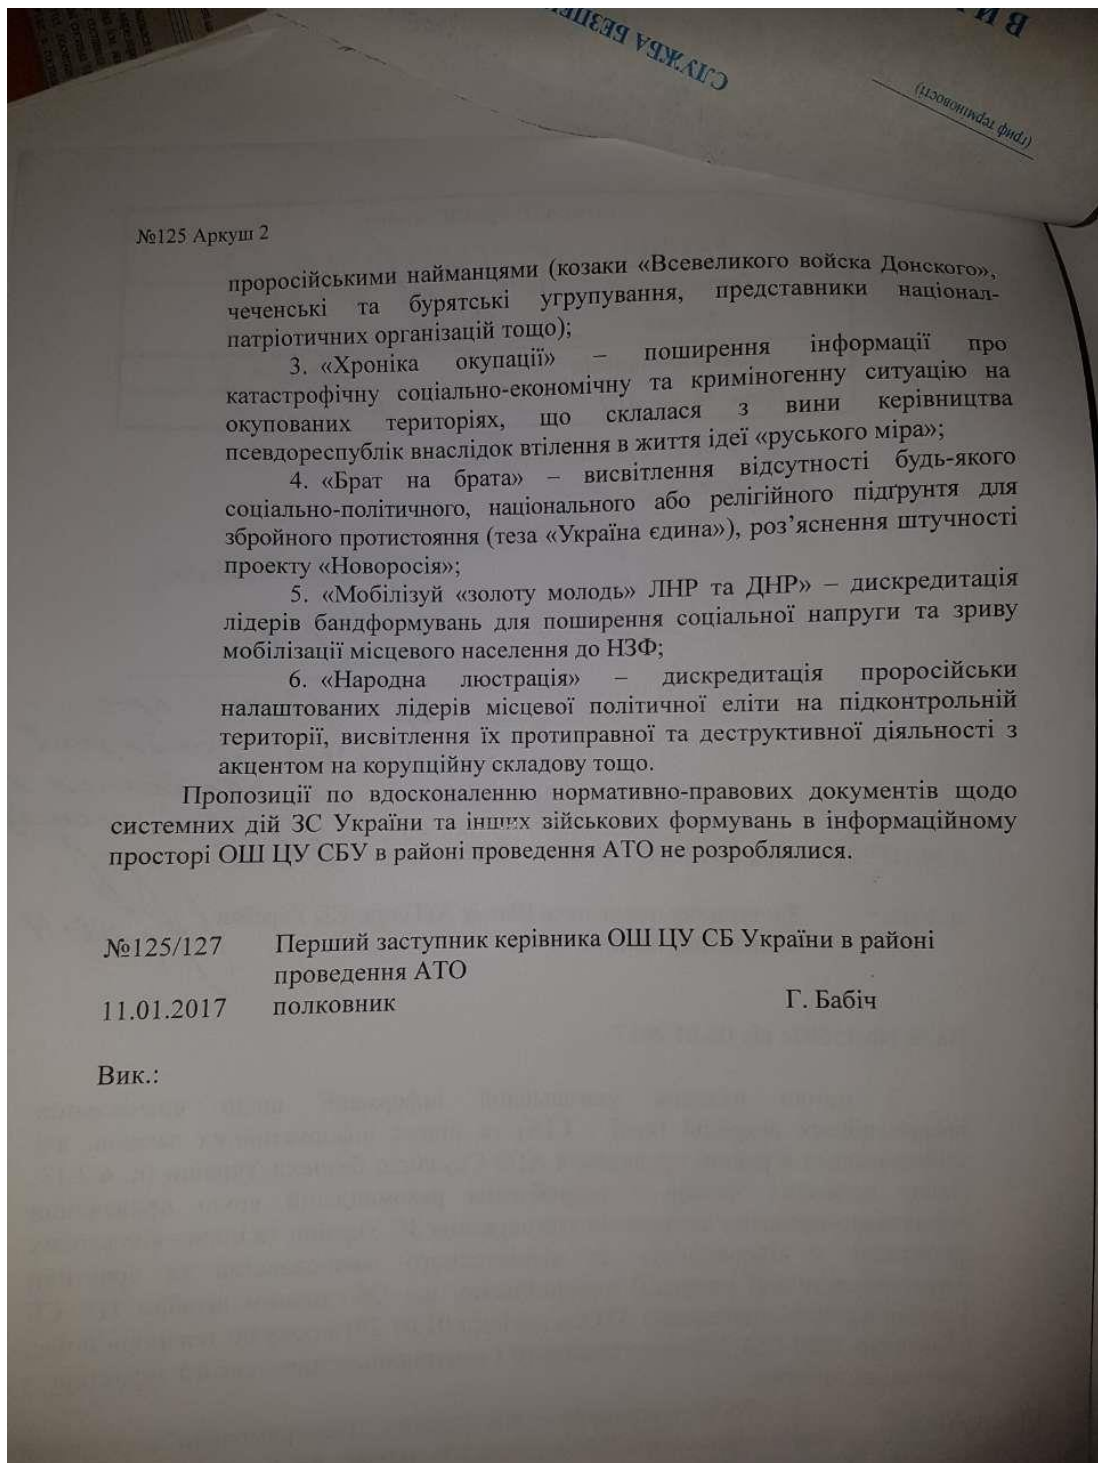 СЛУЖБА БЕЗПЕ
(гриф терміновості)
№125 Аркуш 2
проросійськими найманцями (козаки «Всевеликого войска Донского»,
чеченські та бурятські угрупування, представники націонал-
патріотичних організацій тощо);
3. «Хроніка окупації» – поширення інформації про
катастрофічну соціально-економічну та криміногенну ситуацію на
окупованих територіях, що склалася з вини керівництва
псевдореспублік внаслідок втілення в життя ідеї «руського міра»;
4. «Брат на брата» – висвітлення відсутності будь-якого
соціально-політичного, національного або релігійного підґрунтя для
збройного протистояння (теза «Україна єдина»), роз’яснення штучності
проекту «Новоросія»;
5. «Мобілізуй «золоту молодь» ЛНР та ДНР» – дискредитація
лідерів бандформувань для поширення соціальної напруги та зриву
мобілізації місцевого населення до НЗФ;
6. «Народна люстрація» – дискредитація проросійськи
налаштованих лідерів місцевої політичної еліти на підконтрольній
території, висвітлення їх протиправної та деструктивної діяльності з
акцентом на корупційну складову тощо.
Пропозиції по вдосконаленню нормативно-правових документів щодо
системних дій ЗС України та інших військових формувань в інформаційному
просторі ОШ ЦУ СБУ в районі проведення АТО не розроблялися.
№125/127 Перший заступник керівника ОШ ЦУ СБ України в районі
проведення АТО
11.01.2017 полковник Г. Бабіч
Вик.: